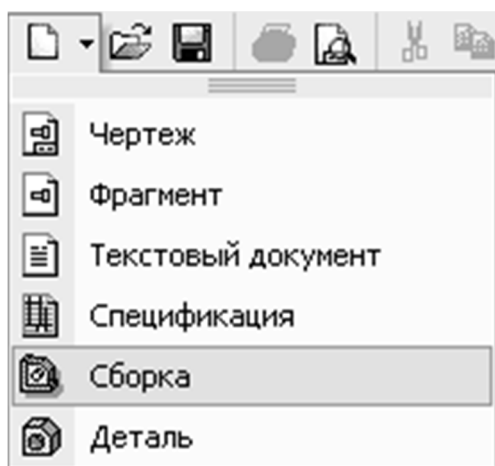 Чертеж
Фрагмент
Текстовый документ
Спецификация
Сборка
Деталь